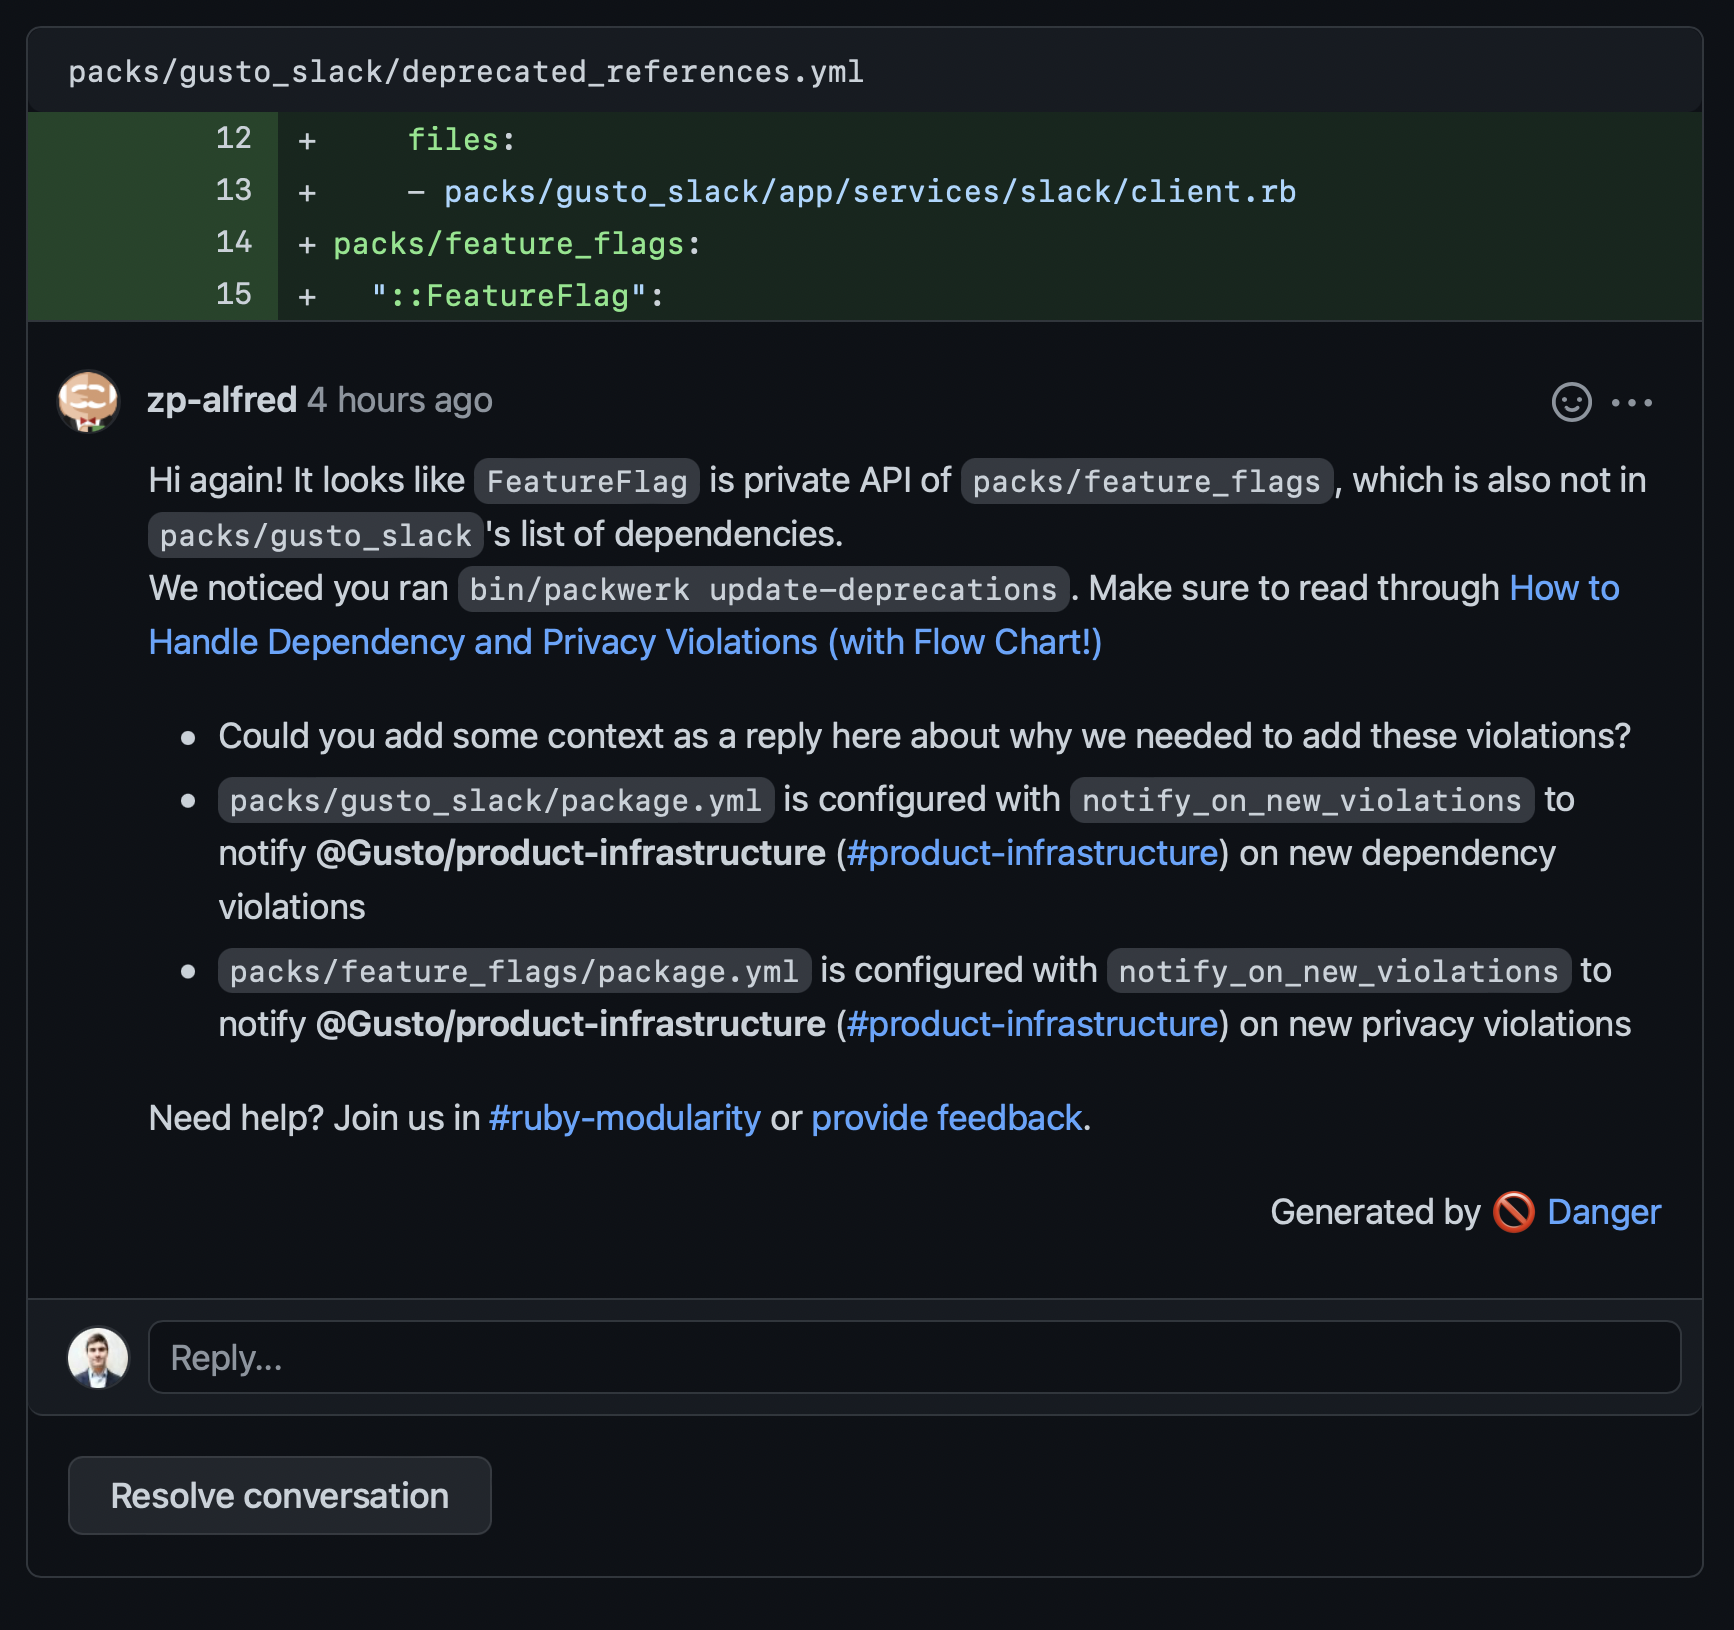 packs/gusto_slack/deprecated_references.yml
12 + files:
13 + - packs/gusto_slack/app/services/slack/client.rb
14 + packs/feature_flags:
15 + "::FeatureFlag":
zp-alfred 4 hours ago
Hi again! It looks like FeatureFlag is private API of packs/feature_flags, which is also not in
packs/gusto_slack's list of dependencies.
We noticed you ran bin/packwerk update-deprecations. Make sure to read through How to
Handle Dependency and Privacy Violations (with Flow Chart!)
• Could you add some context as a reply here about why we needed to add these violations?
• packs/gusto_slack/package.yml is configured with notify_on_new_violations to
notify @Gusto/product-infrastructure (#product-infrastructure) on new dependency
violations
• packs/feature_flags/package.yml is configured with notify_on_new_violations to
notify @Gusto/product-infrastructure (#product-infrastructure) on new privacy violations
Need help? Join us in #ruby-modularity or provide feedback.
Generated by 🚫 Danger
Reply...
Resolve conversation